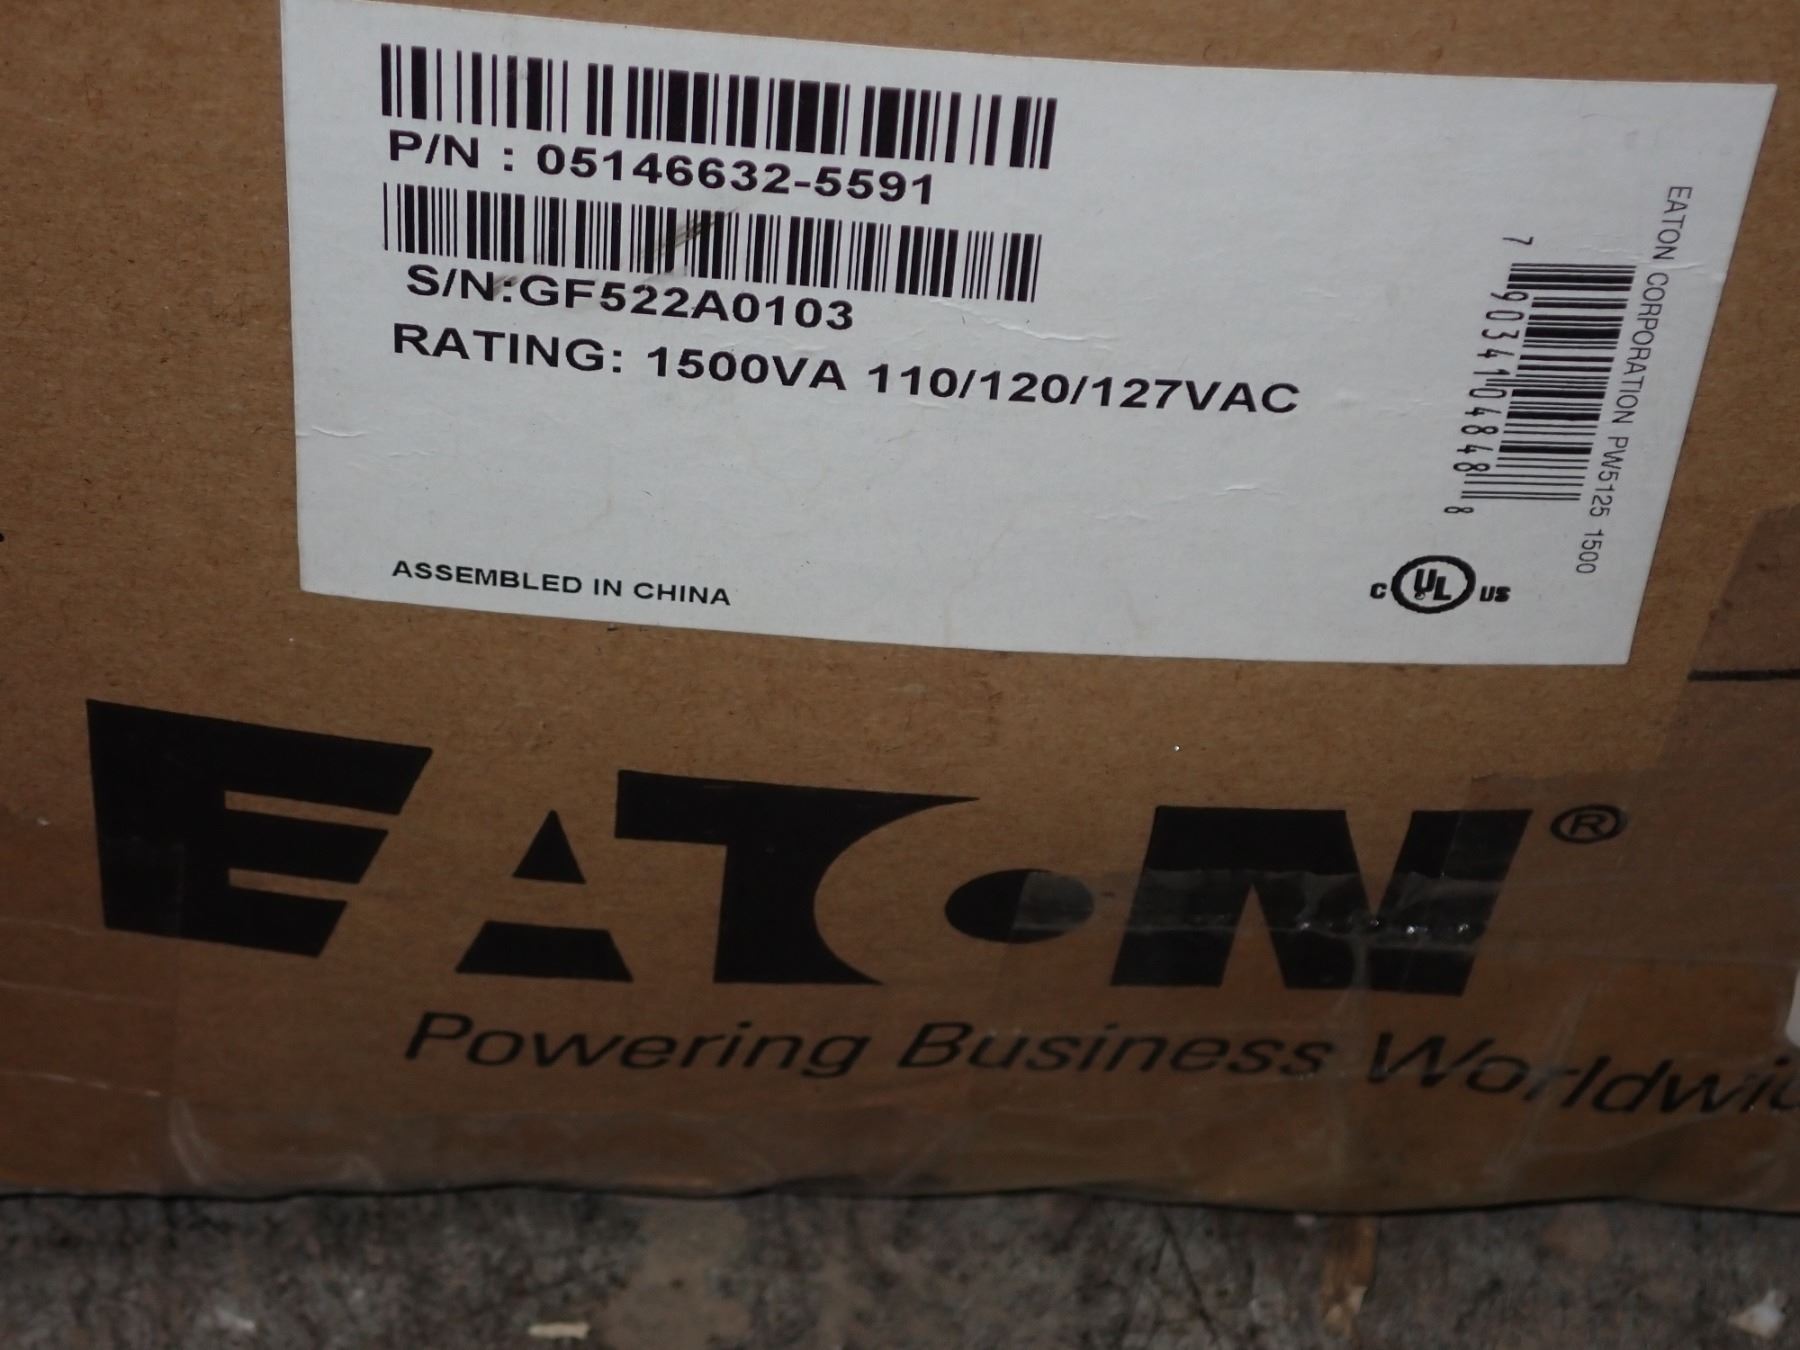 P/N : 05146632-5591
S/N:GF522A0103
RATING: 1500VA 110/120/127VAC
ASSEMBLED IN CHINA
EATON CORPORATION PW5125 1500
7 90341 04848 8
C UL US
EATON®
Powering Business Worldwi